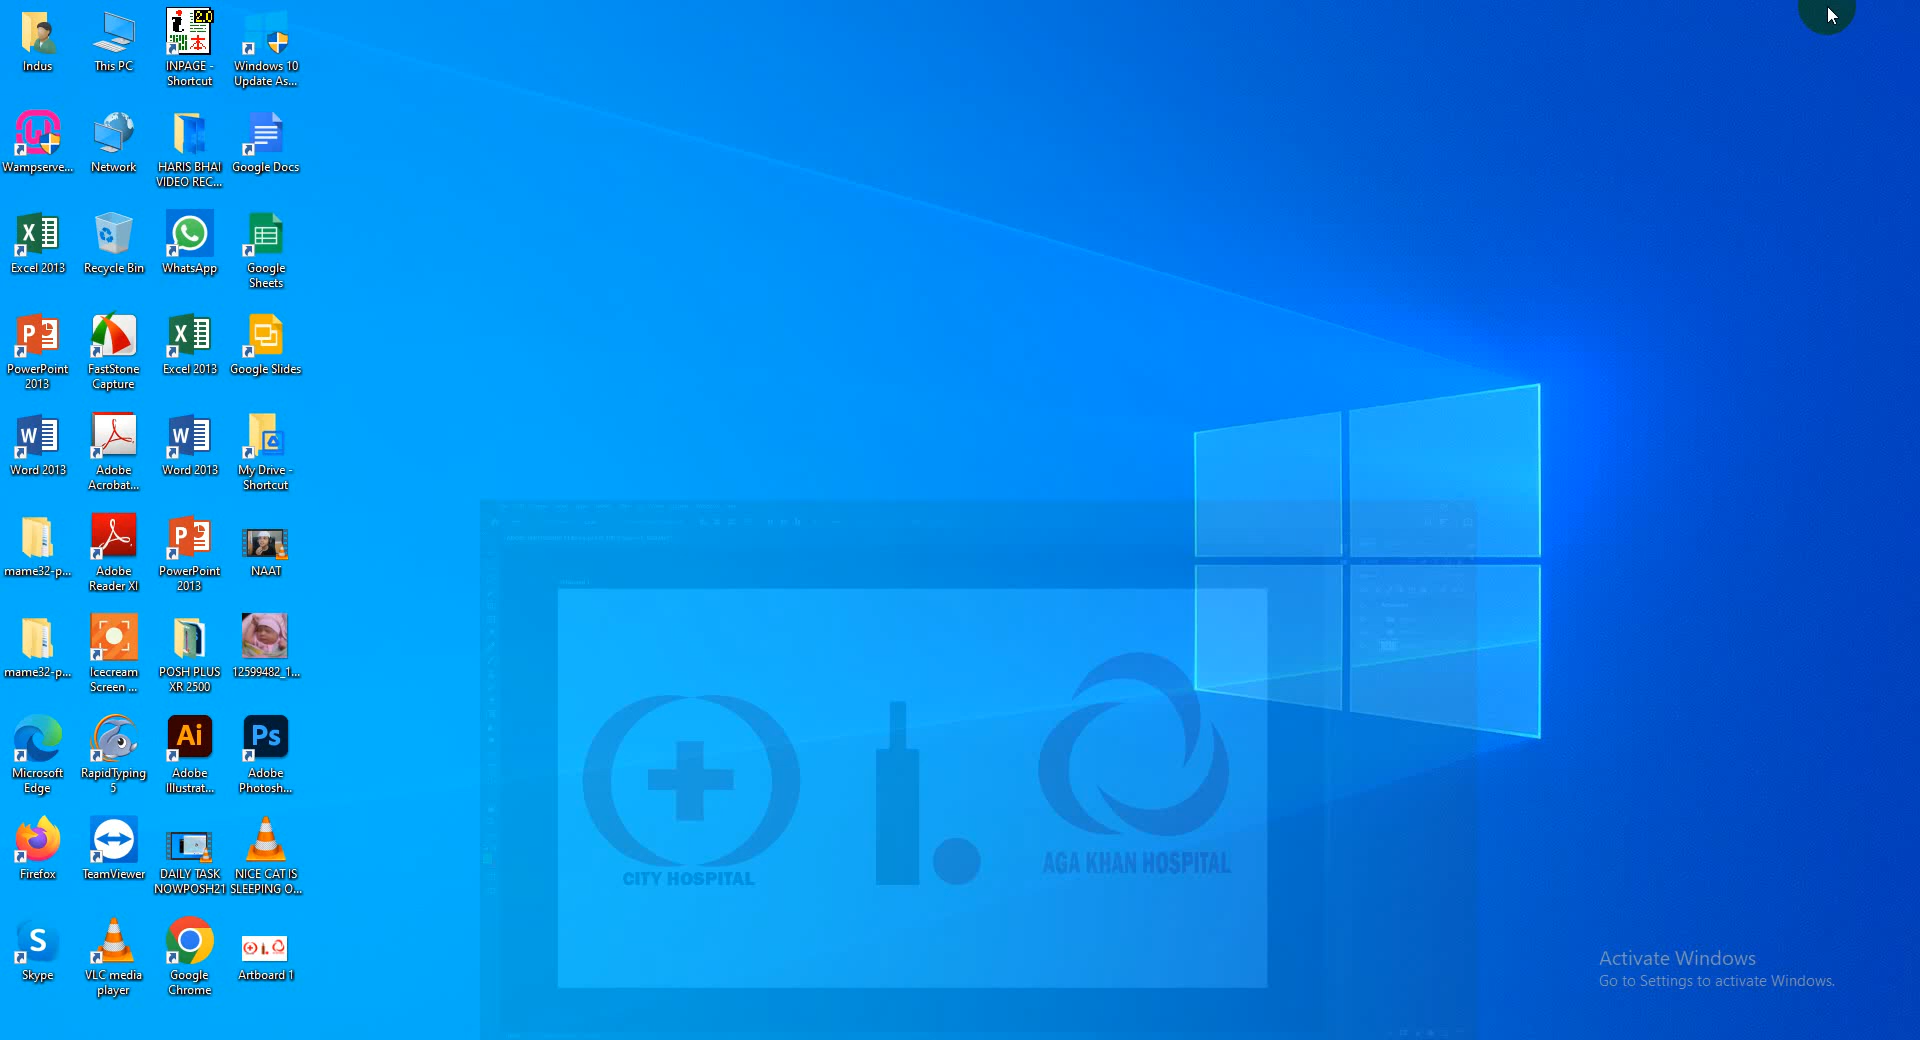 Indus
This PC
INPAGE -
Shortcut
Windows 10
Update As...
Wampserve...
Network
HARIS BHAI
VIDEO REC...
Google Docs
Excel 2013
Recycle Bin
WhatsApp
Google
Sheets
PowerPoint
2013
FastStone
Capture
Excel 2013
Google Slides
Word 2013
Adobe
Acrobat...
Word 2013
My Drive -
Shortcut
mame32-p...
Adobe
Reader XI
PowerPoint
2013
NAAT
mame32-p...
Icecream
Screen ...
POSH PLUS
XR 2500
12599482_1...
Microsoft
Edge
RapidTyping
5
Adobe
Illustrat...
Adobe
Photosh...
Firefox
TeamViewer
DAILY TASK
NOWPOSH21
NICE CAT IS
SLEEPING O...
Skype
VLC media
player
Google
Chrome
Artboard 1
CITY HOSPITAL
AGA KHAN HOSPITAL
Activate Windows
Go to Settings to activate Windows.